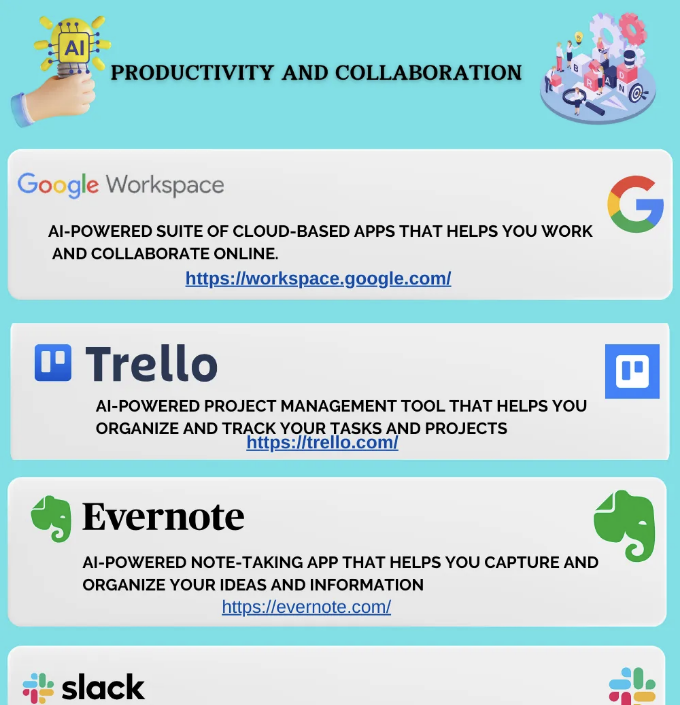 AI
PRODUCTIVITY AND COLLABORATION
BRAND
Google Workspace
G
AI-POWERED SUITE OF CLOUD-BASED APPS THAT HELPS YOU WORK
AND COLLABORATE ONLINE.
https://workspace.google.com/
Trello
AI-POWERED PROJECT MANAGEMENT TOOL THAT HELPS YOU
ORGANIZE AND TRACK YOUR TASKS AND PROJECTS
https://trello.com/
Evernote
AI-POWERED NOTE-TAKING APP THAT HELPS YOU CAPTURE AND
ORGANIZE YOUR IDEAS AND INFORMATION
https://evernote.com/
slack